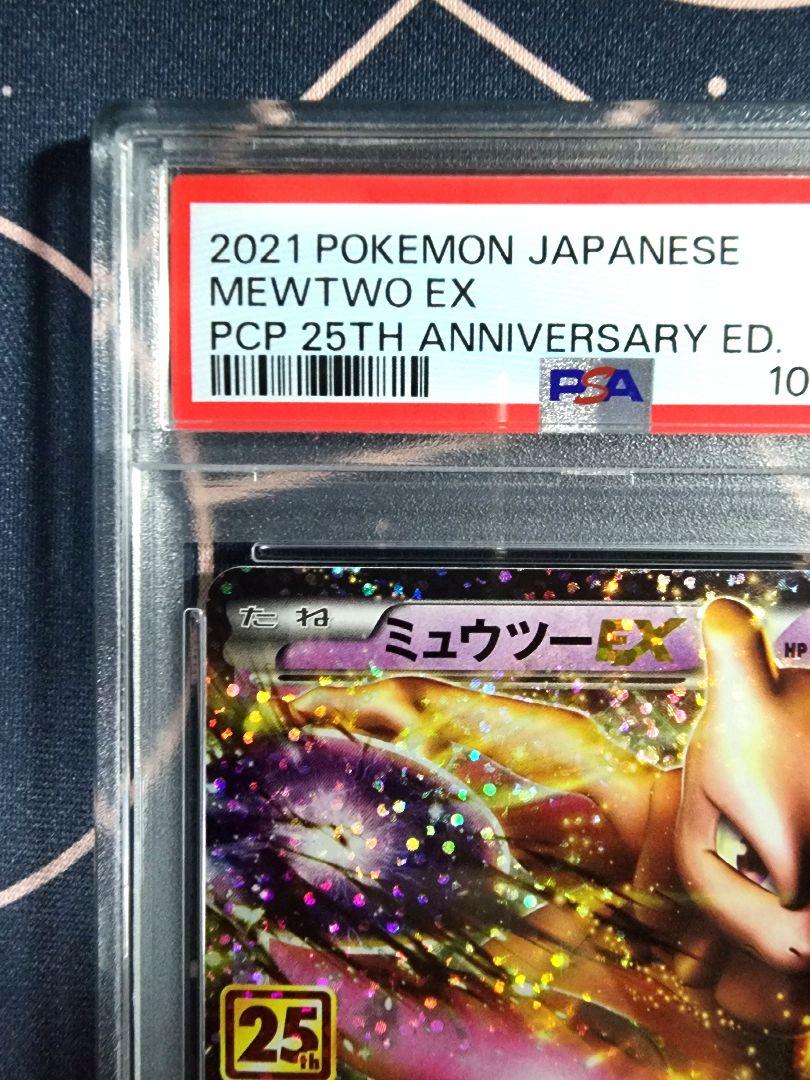 2021 POKEMON JAPANESE
MEWTWO EX
PCP 25TH ANNIVERSARY ED.
PSA
10
たね ミュウツーEX HP
25th